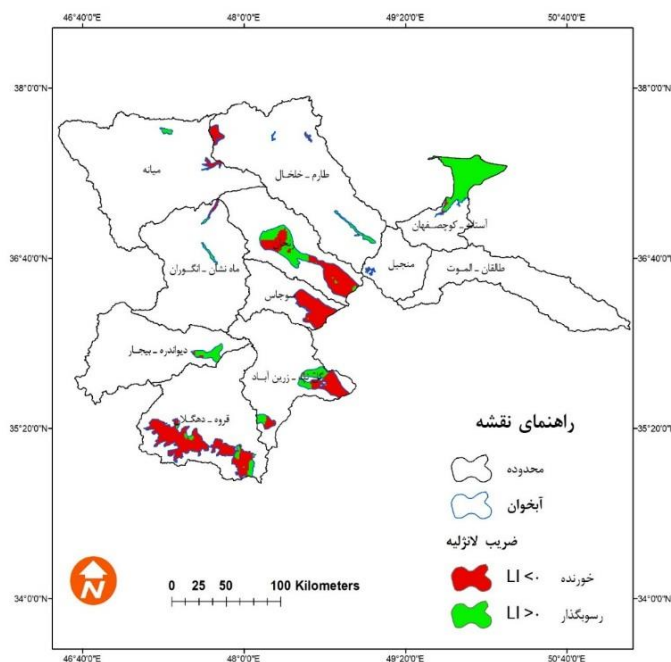 46°40'0"E 48°0'0"E 49°20'0"E 50°40'0"E
38°0'0"N 38°0'0"N
میانه
طارم - خلخال
آستانه - کوچصفهان
36°40'0"N 36°40'0"N
ماه نشان - انگوران
منجیل
طالقان - الموت
سوجاس
دیواندره - بیجار
زرین آباد
35°20'0"N 35°20'0"N
قروه - دهگلان
راهنمای نقشه
محدوده
آبخوان
ضریب لانژلیه
خورنده LI <۰
رسوبگذار LI >۰
N
0 25 50 100 Kilometers
34°0'0"N 34°0'0"N
46°40'0"E 48°0'0"E 49°20'0"E 50°40'0"E